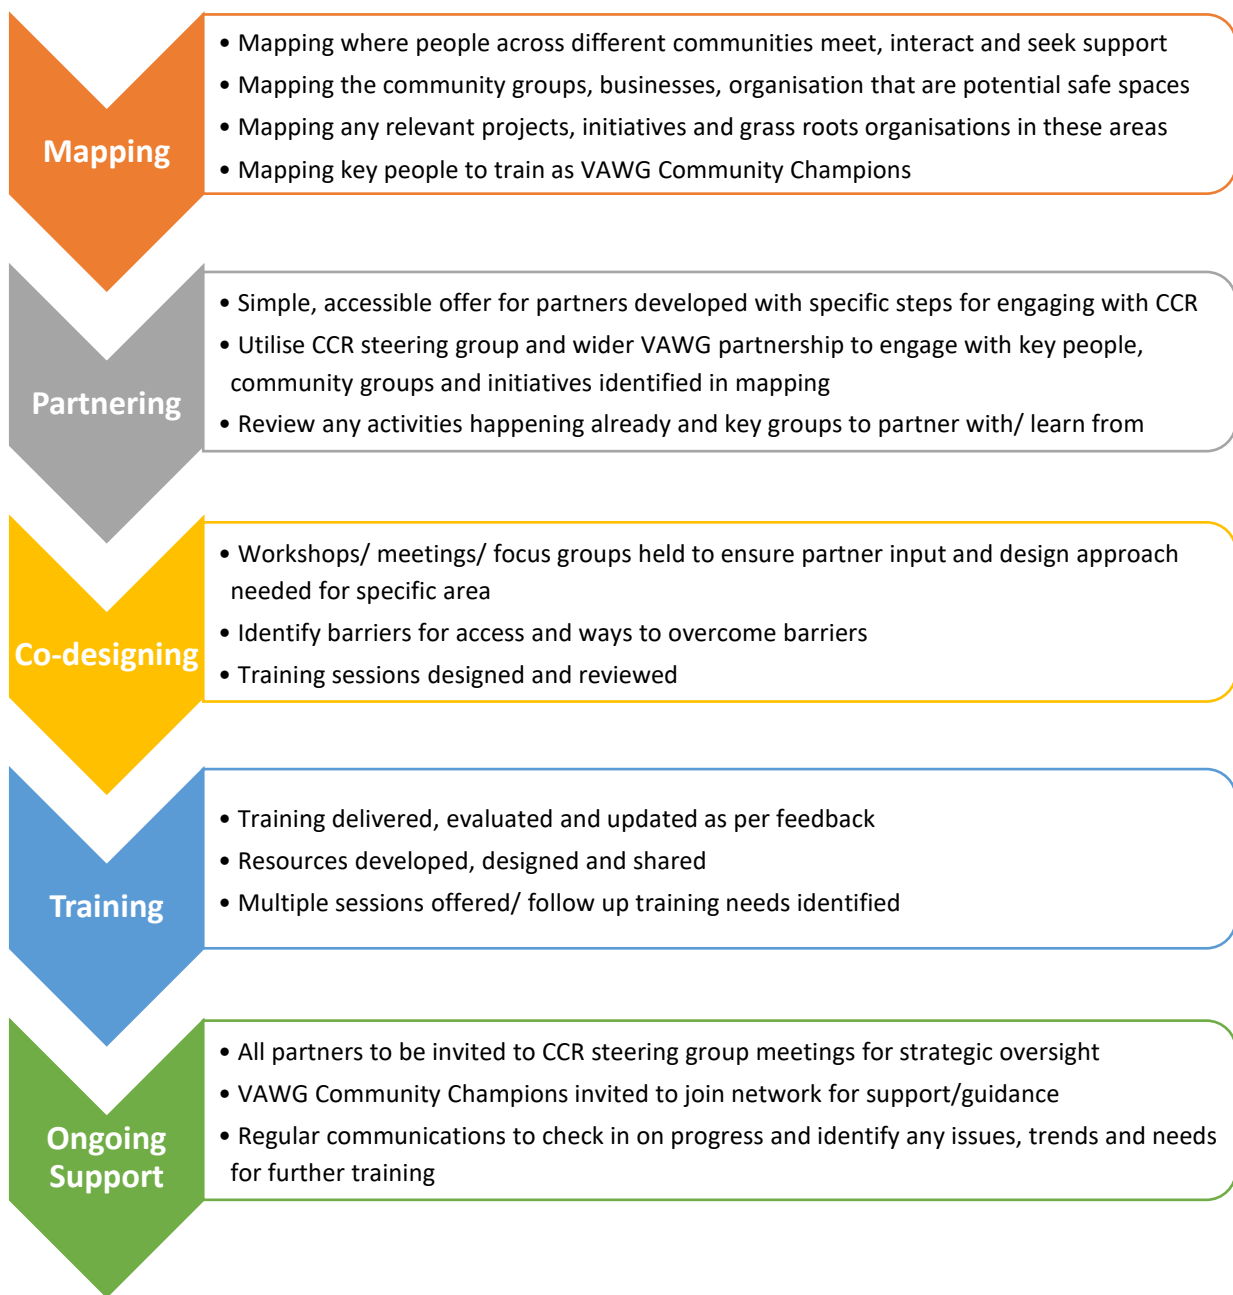 Mapping
• Mapping where people across different communities meet, interact and seek support
• Mapping the community groups, businesses, organisation that are potential safe spaces
• Mapping any relevant projects, initiatives and grass roots organisations in these areas
• Mapping key people to train as VAWG Community Champions
Partnering
• Simple, accessible offer for partners developed with specific steps for engaging with CCR
• Utilise CCR steering group and wider VAWG partnership to engage with key people,
community groups and initiatives identified in mapping
• Review any activities happening already and key groups to partner with/ learn from
Co-designing
• Workshops/ meetings/ focus groups held to ensure partner input and design approach
needed for specific area
• Identify barriers for access and ways to overcome barriers
• Training sessions designed and reviewed
Training
• Training delivered, evaluated and updated as per feedback
• Resources developed, designed and shared
• Multiple sessions offered/ follow up training needs identified
Ongoing
Support
• All partners to be invited to CCR steering group meetings for strategic oversight
• VAWG Community Champions invited to join network for support/guidance
• Regular communications to check in on progress and identify any issues, trends and needs
for further training